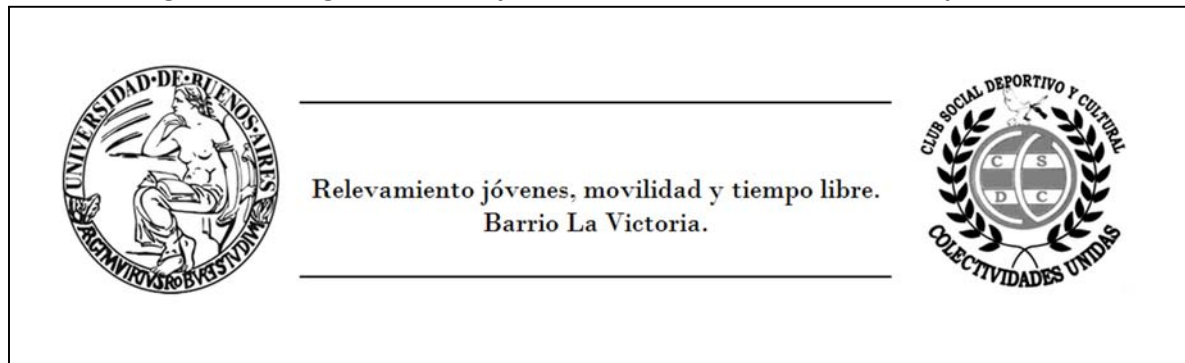 UNIVERSIDAD·DE·BUENOS·AIRES
Relevamiento jóvenes, movilidad y tiempo libre.
Barrio La Victoria.
CLUB SOCIAL DEPORTIVO Y CULTURAL
C S
D C
COLECTIVIDADES UNIDAS